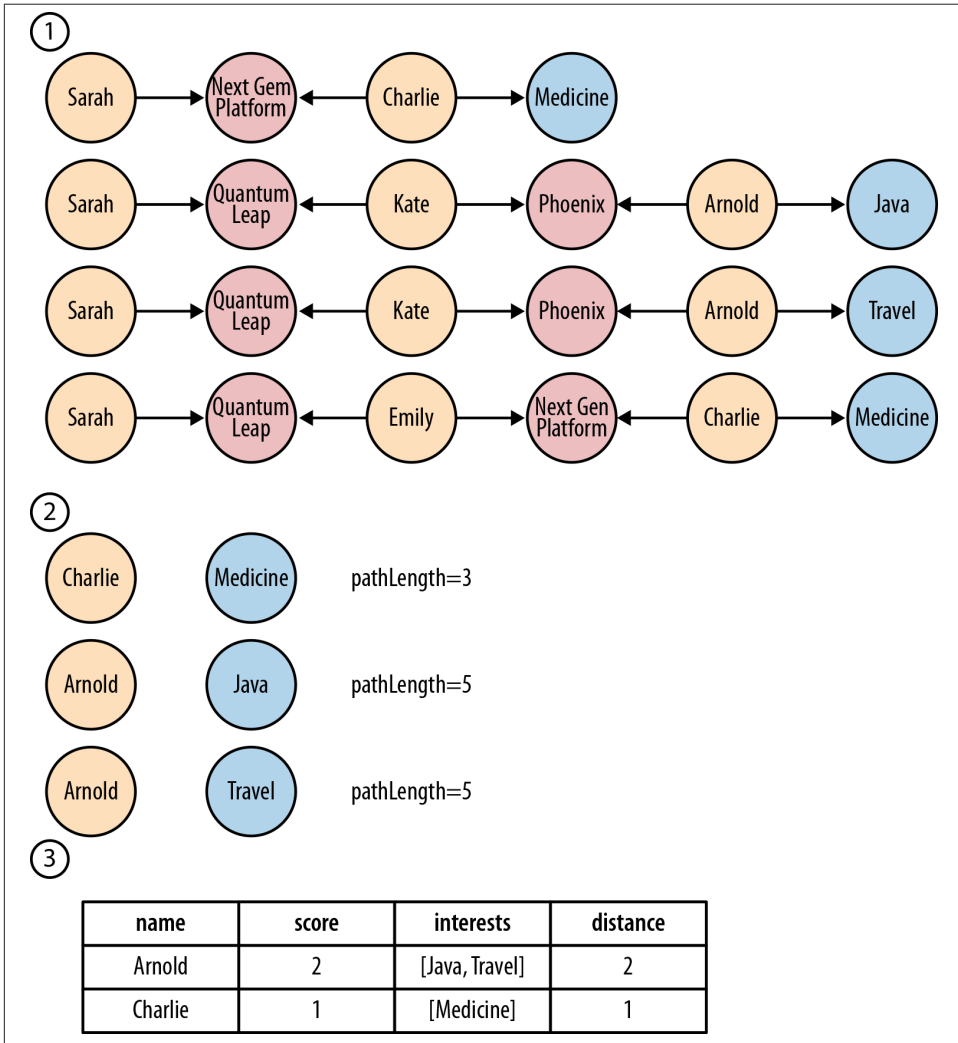 1
Sarah Next Gem Platform Charlie Medicine
Sarah Quantum Leap Kate Phoenix Arnold Java
Sarah Quantum Leap Kate Phoenix Arnold Travel
Sarah Quantum Leap Emily Next Gen Platform Charlie Medicine
2
Charlie Medicine pathLength=3
Arnold Java pathLength=5
Arnold Travel pathLength=5
3
name score interests distance
Arnold 2 [Java, Travel] 2
Charlie 1 [Medicine] 1